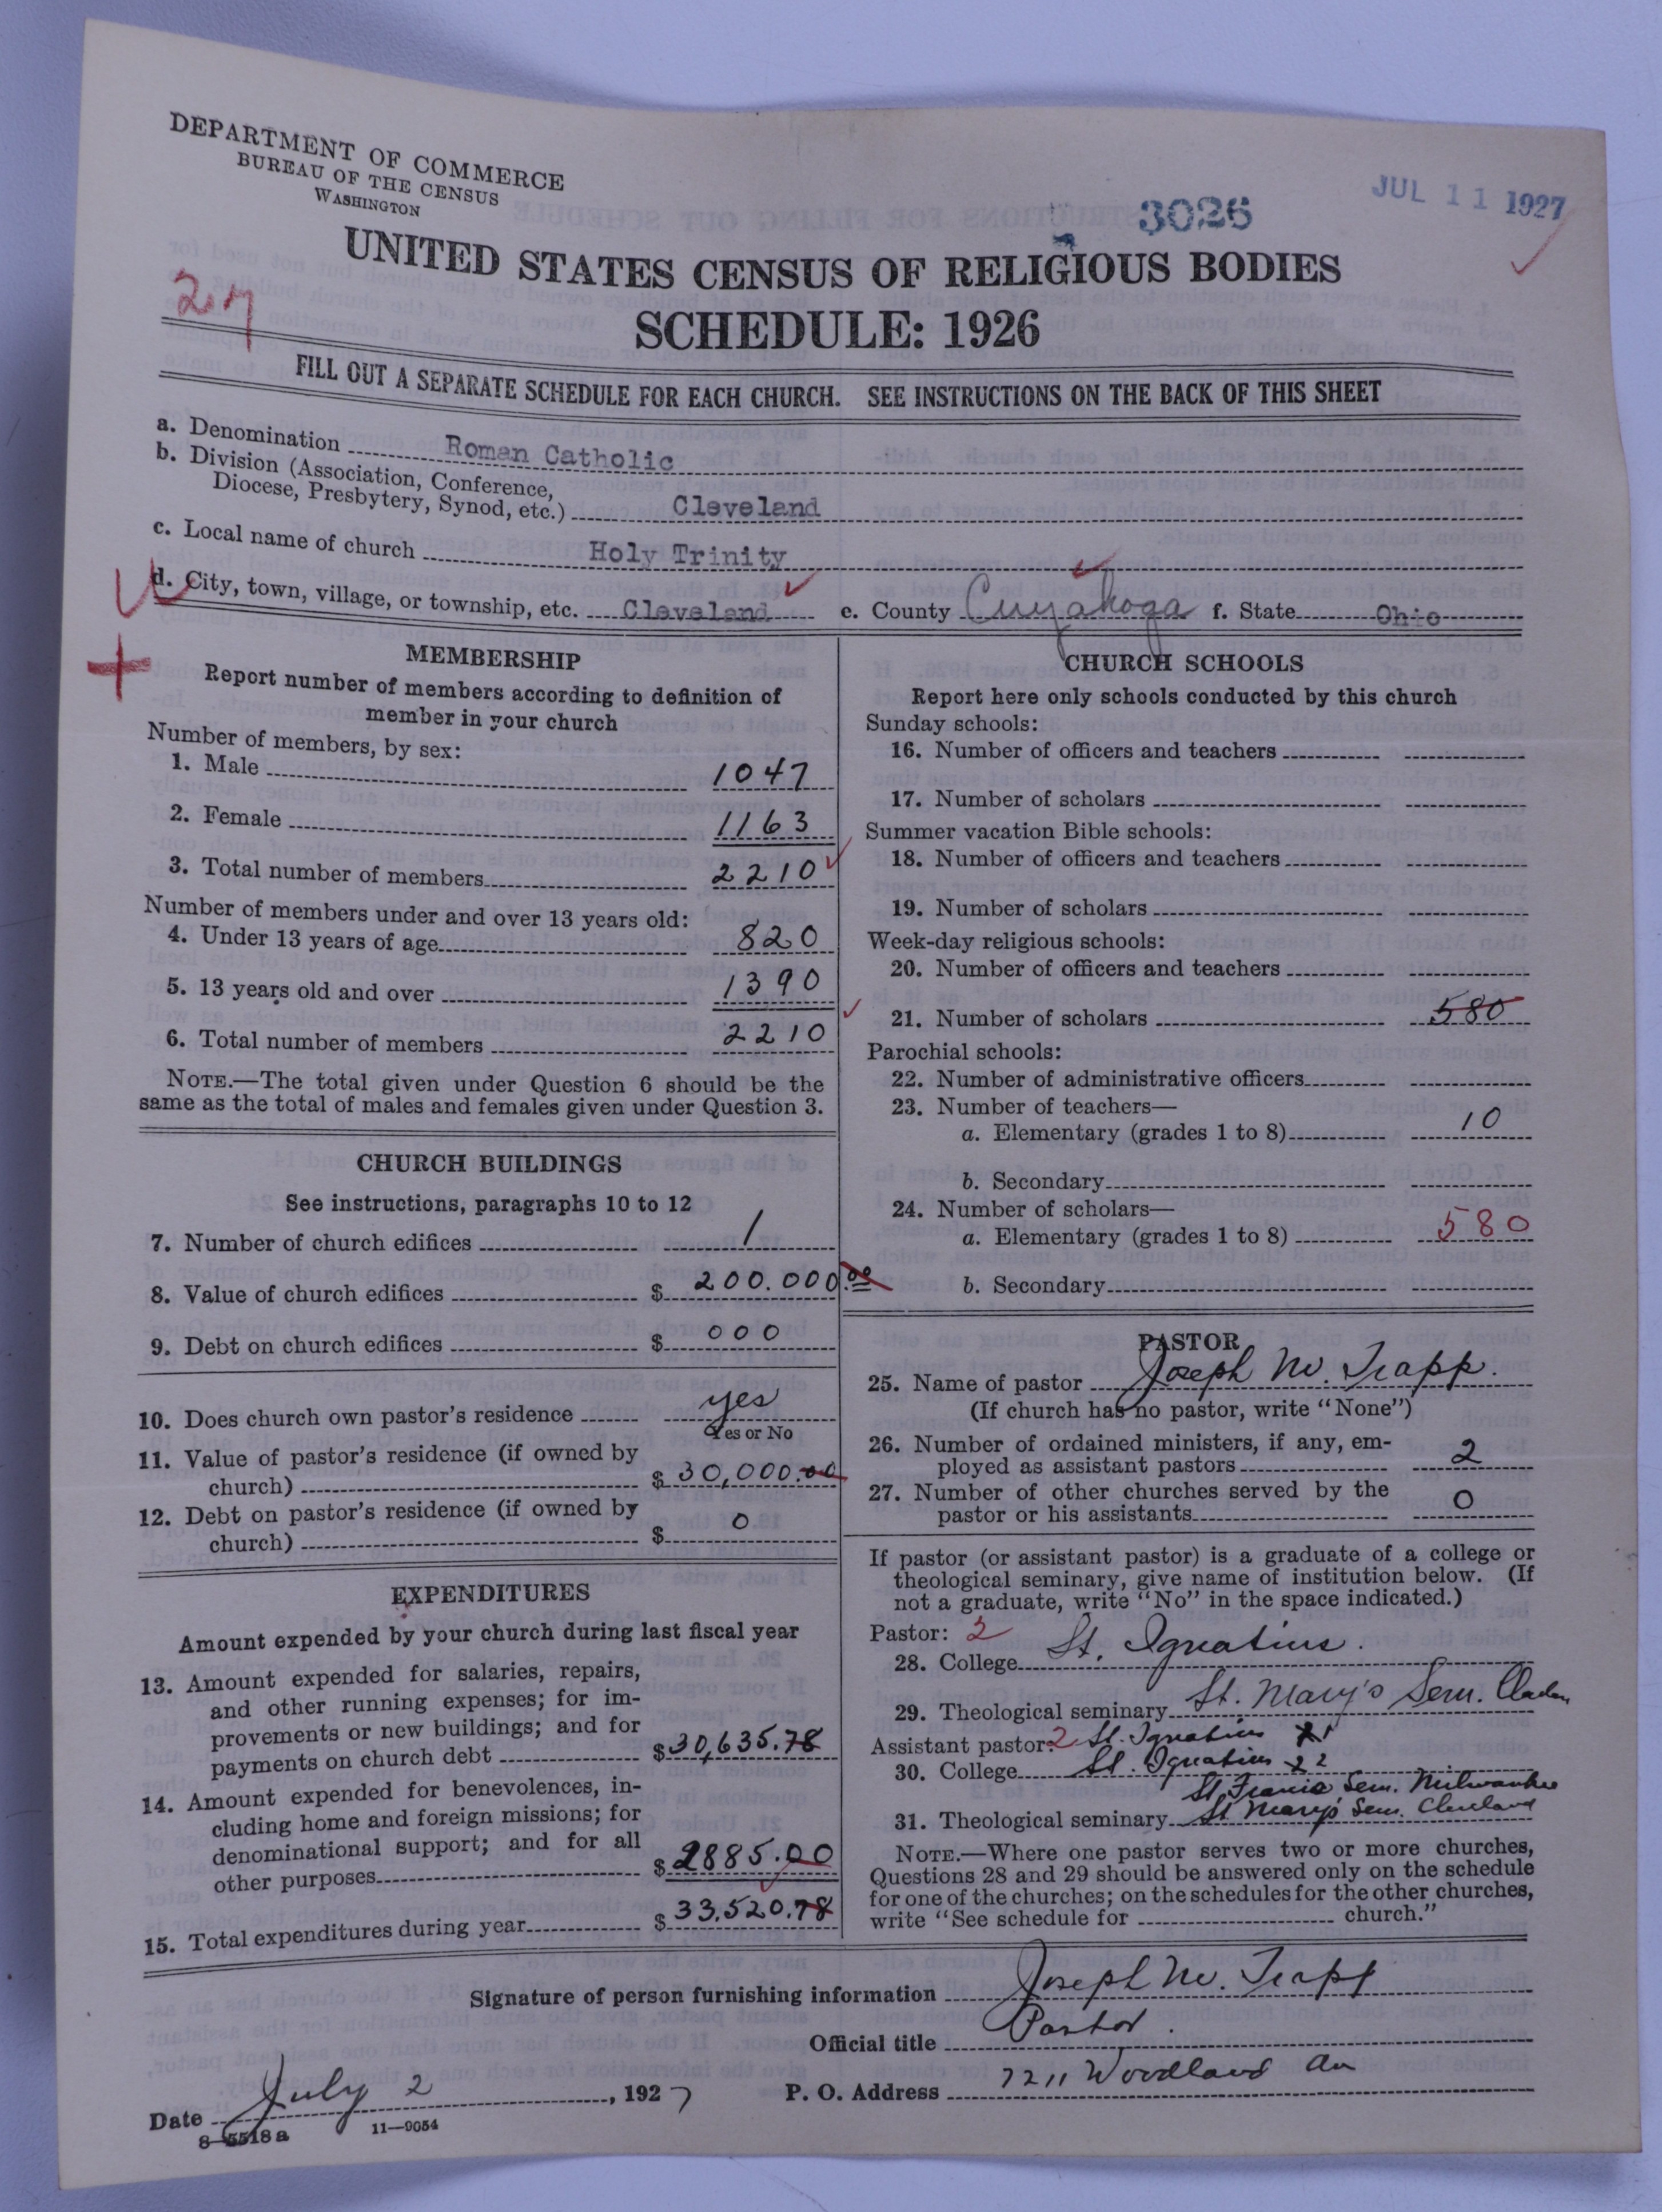 DEPARTMENT OF COMMERCE
BUREAU OF THE CENSUS
WASHINGTON
3026
JUL 11 1927
UNITED STATES CENSUS OF RELIGIOUS BODIES
27
SCHEDULE: 1926
FILL OUT A SEPARATE SCHEDULE FOR EACH CHURCH. SEE INSTRUCTIONS ON THE BACK OF THIS SHEET
a. Denomination Roman Catholic
b. Division (Association, Conference,
Diocese, Presbytery, Synod, etc.) Cleveland
c. Local name of church Holy Trinity
d. City, town, village, or township, etc. Cleveland e. County Cuyahoga f. State Ohio
MEMBERSHIP
Report number of members according to definition of
member in your church
Number of members, by sex:
1. Male 1047
2. Female 1163
3. Total number of members 2210
Number of members under and over 13 years old:
4. Under 13 years of age 820
5. 13 years old and over 1390
6. Total number of members 2210
NOTE.—The total given under Question 6 should be the
same as the total of males and females given under Question 3.
CHURCH BUILDINGS
See instructions, paragraphs 10 to 12
7. Number of church edifices 1
8. Value of church edifices $ 200.000.00
9. Debt on church edifices $ 000
10. Does church own pastor's residence yes
Yes or No
11. Value of pastor's residence (if owned by
church) $ 30,000.00
12. Debt on pastor's residence (if owned by
church) $ 0
EXPENDITURES
Amount expended by your church during last fiscal year
13. Amount expended for salaries, repairs,
and other running expenses; for im-
provements or new buildings; and for
payments on church debt $ 30,635.78
14. Amount expended for benevolences, in-
cluding home and foreign missions; for
denominational support; and for all
other purposes $ 2885.00
15. Total expenditures during year $ 33,520.78
CHURCH SCHOOLS
Report here only schools conducted by this church
Sunday schools:
16. Number of officers and teachers
17. Number of scholars
Summer vacation Bible schools:
18. Number of officers and teachers
19. Number of scholars
Week-day religious schools:
20. Number of officers and teachers
21. Number of scholars 580
Parochial schools:
22. Number of administrative officers
23. Number of teachers—
a. Elementary (grades 1 to 8) 10
b. Secondary
24. Number of scholars—
a. Elementary (grades 1 to 8) 580
b. Secondary
PASTOR
25. Name of pastor Joseph M. Trapp.
(If church has no pastor, write "None")
26. Number of ordained ministers, if any, em-
ployed as assistant pastors 2
27. Number of other churches served by the
pastor or his assistants 0
If pastor (or assistant pastor) is a graduate of a college or
theological seminary, give name of institution below. (If
not a graduate, write "No" in the space indicated.)
Pastor: 2
28. College St. Ignatius.
29. Theological seminary St. Mary's Sem.
Assistant pastor: 2 St. Ignatius 1
30. College St. Ignatius 2
St. Francis Sem. Milwaukee
31. Theological seminary St Mary's Sem. Cleveland
NOTE.—Where one pastor serves two or more churches,
Questions 28 and 29 should be answered only on the schedule
for one of the churches; on the schedules for the other churches,
write "See schedule for church."
Signature of person furnishing information Joseph M. Trapp
Official title Pastor.
Date July 2, 1927 P. O. Address 7211 Woodland Av
8-5518a 11—9054